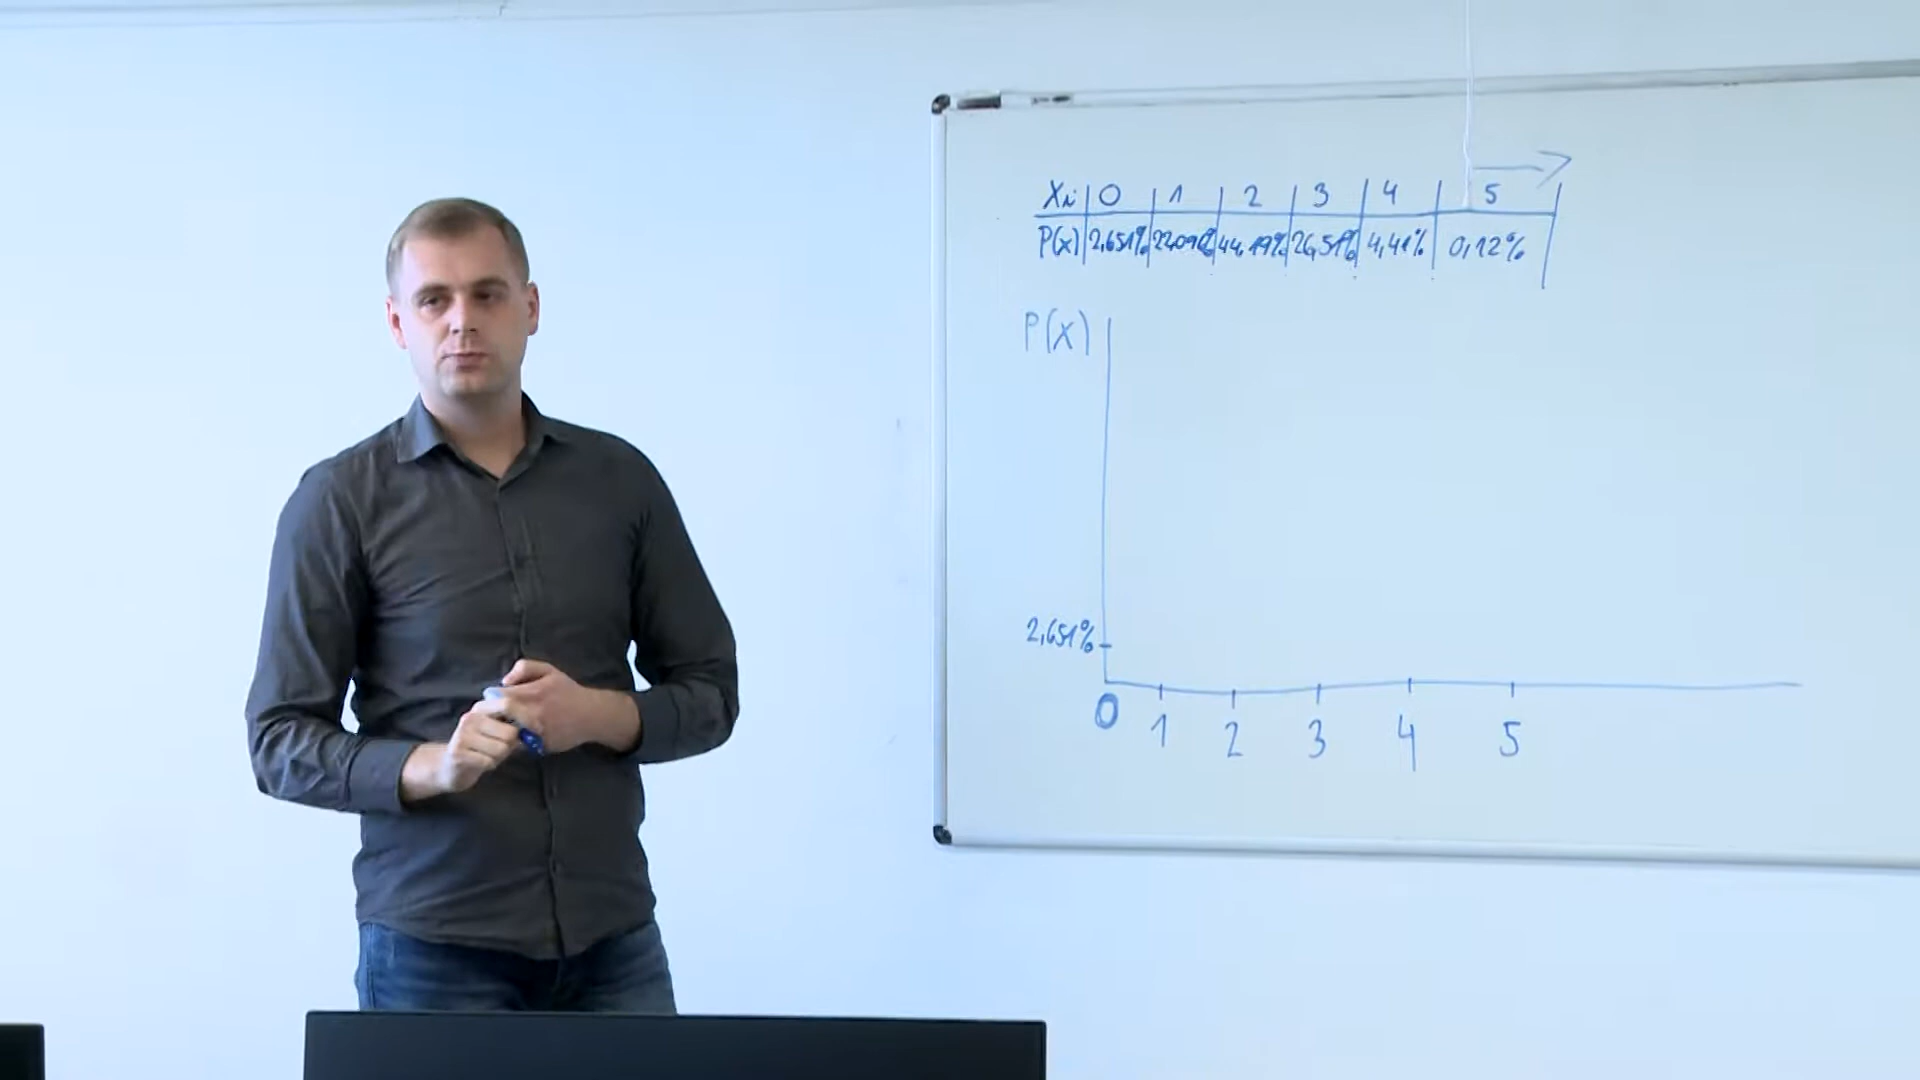 Xi 0 1 2 3 4 5
P(x) 2,651% 22,09% 44,19% 26,51% 4,41% 0,12%
P(x)
2,651%
0 1 2 3 4 5